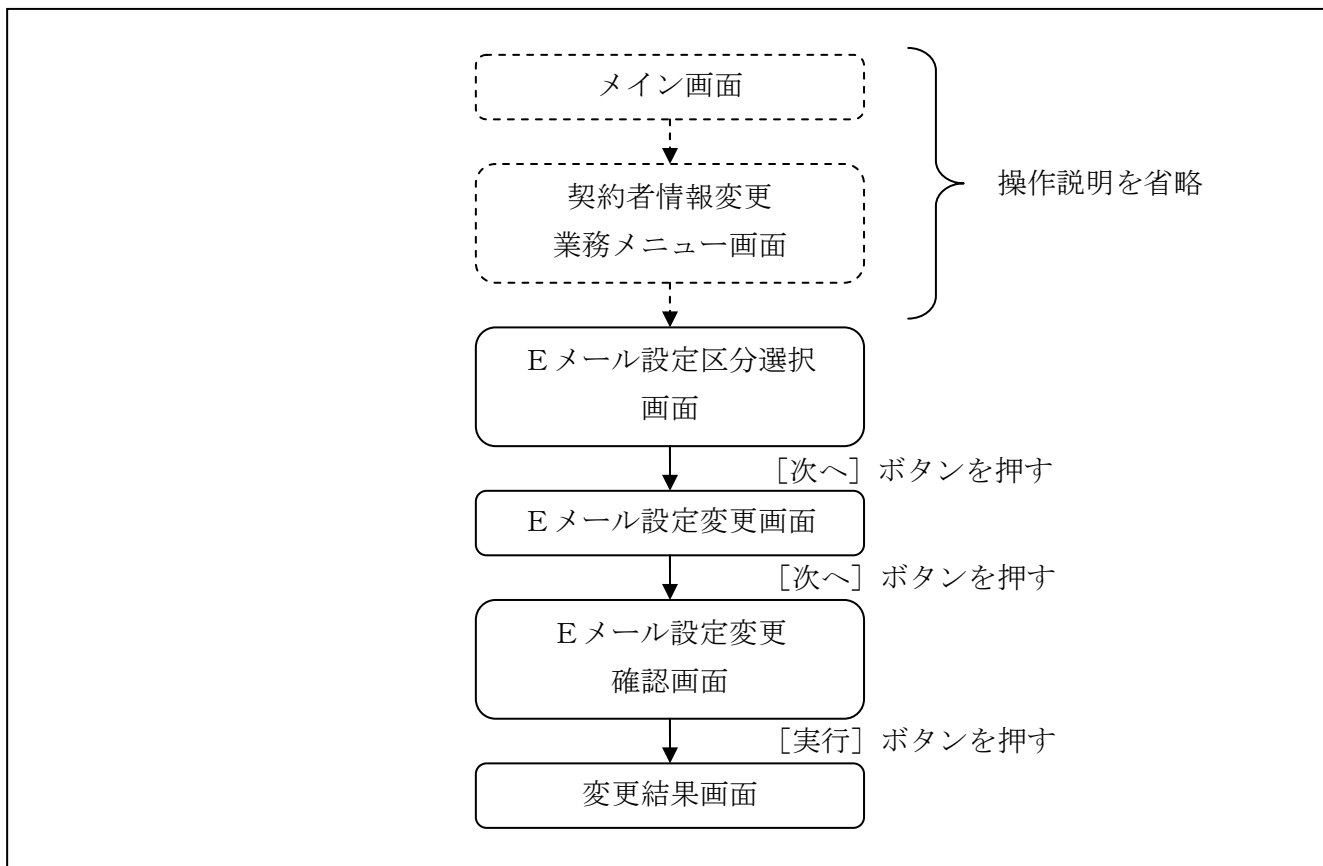 メイン画面
契約者情報変更
業務メニュー画面
操作説明を省略
Ｅメール設定区分選択
画面
［次へ］ボタンを押す
Ｅメール設定変更画面
［次へ］ボタンを押す
Ｅメール設定変更
確認画面
［実行］ボタンを押す
変更結果画面